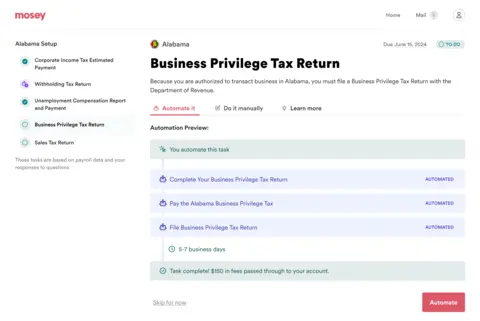 mosey
Home
Mail
Alabama Setup
Corporate Income Tax Estimated
Payment
Withholding Tax Return
Unemployment Compensation Report
and Payment
Business Privilege Tax Return
Sales Tax Return
These tasks are based on payroll data and your
responses to questions
Alabama
Due June 15, 2024
TO-DO
Business Privilege Tax Return
Because you are authorized to transact business in Alabama, you must file a Business Privilege Tax Return with the
Department of Revenue.
Automate it
Do it manually
Learn more
Automation Preview:
You automate this task
Complete Your Business Privilege Tax Return
AUTOMATED
Pay the Alabama Business Privilege Tax
AUTOMATED
File Business Privilege Tax Return
AUTOMATED
5-7 business days
Task complete! $150 in fees passed through to your account.
Skip for now
Automate